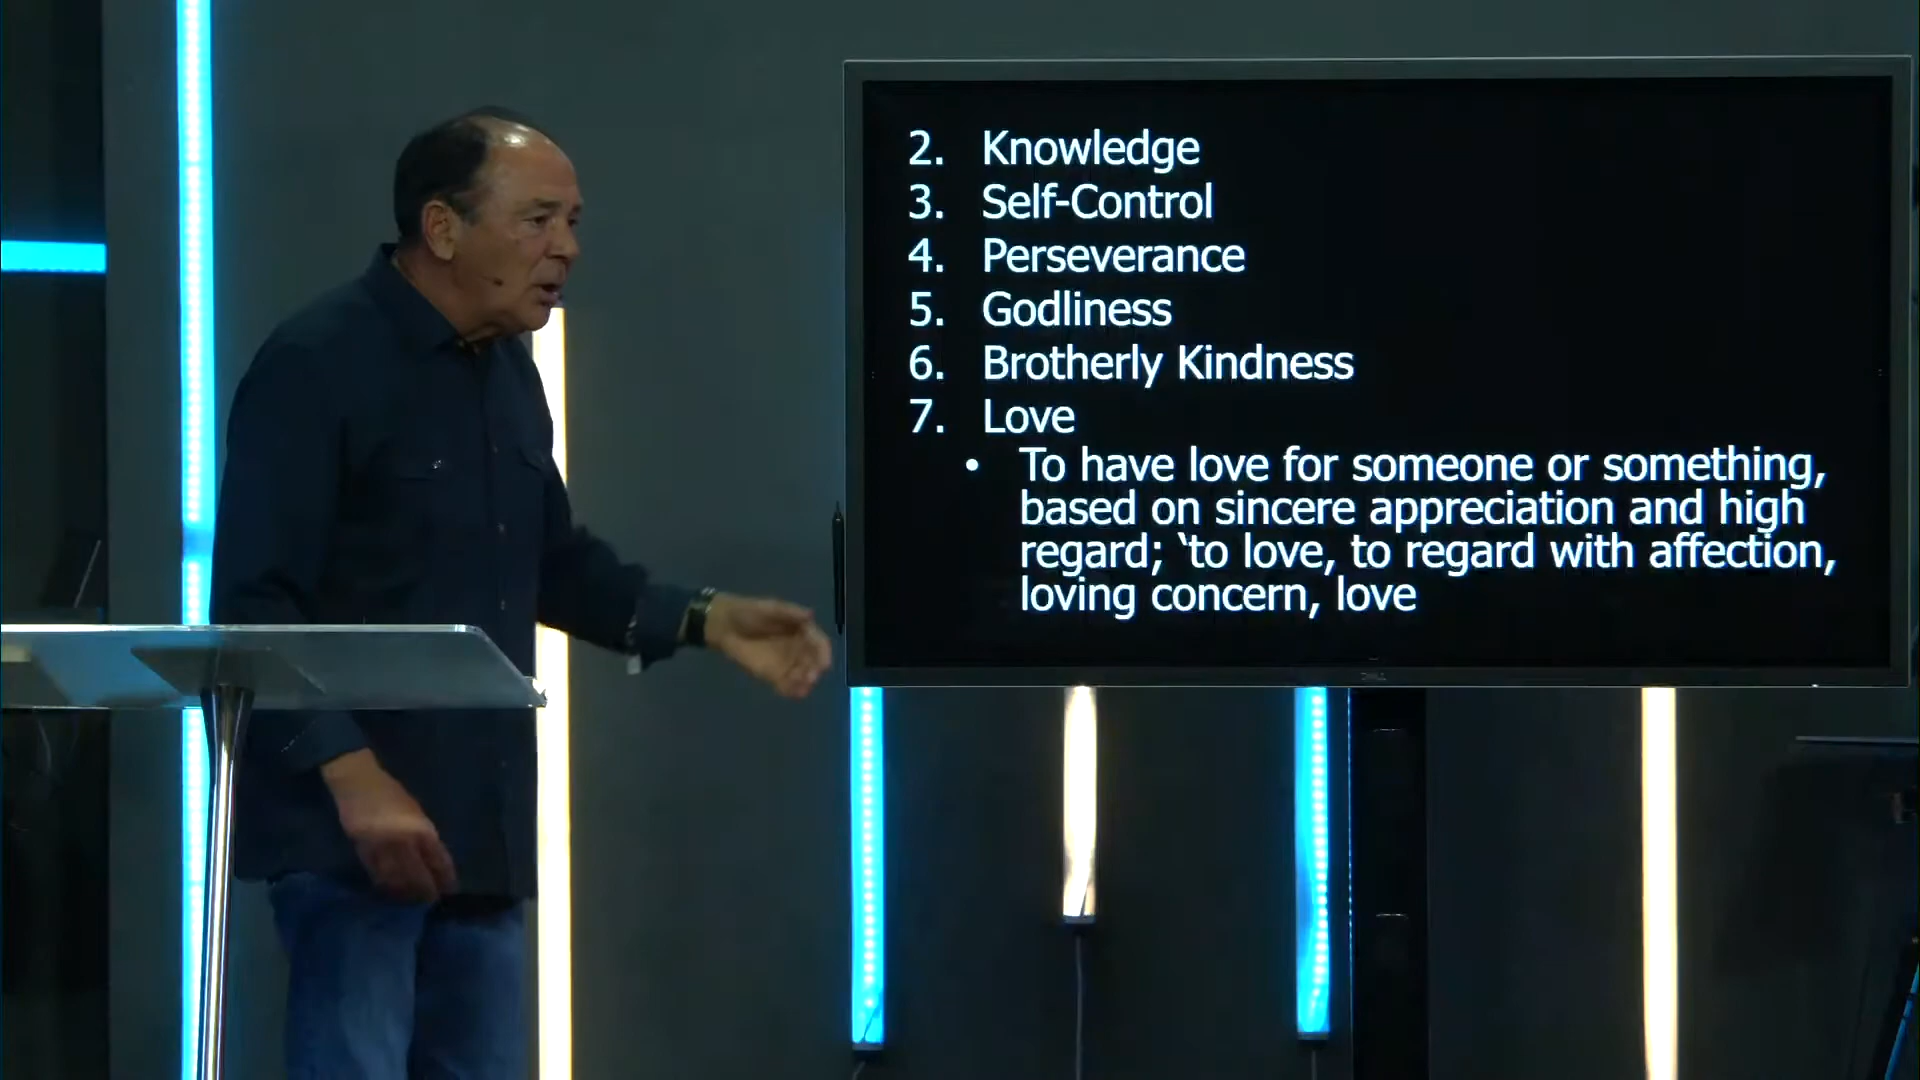 2. Knowledge
3. Self-Control
4. Perseverance
5. Godliness
6. Brotherly Kindness
7. Love
• To have love for someone or something,
based on sincere appreciation and high
regard; ‘to love, to regard with affection,
loving concern, love
DELL